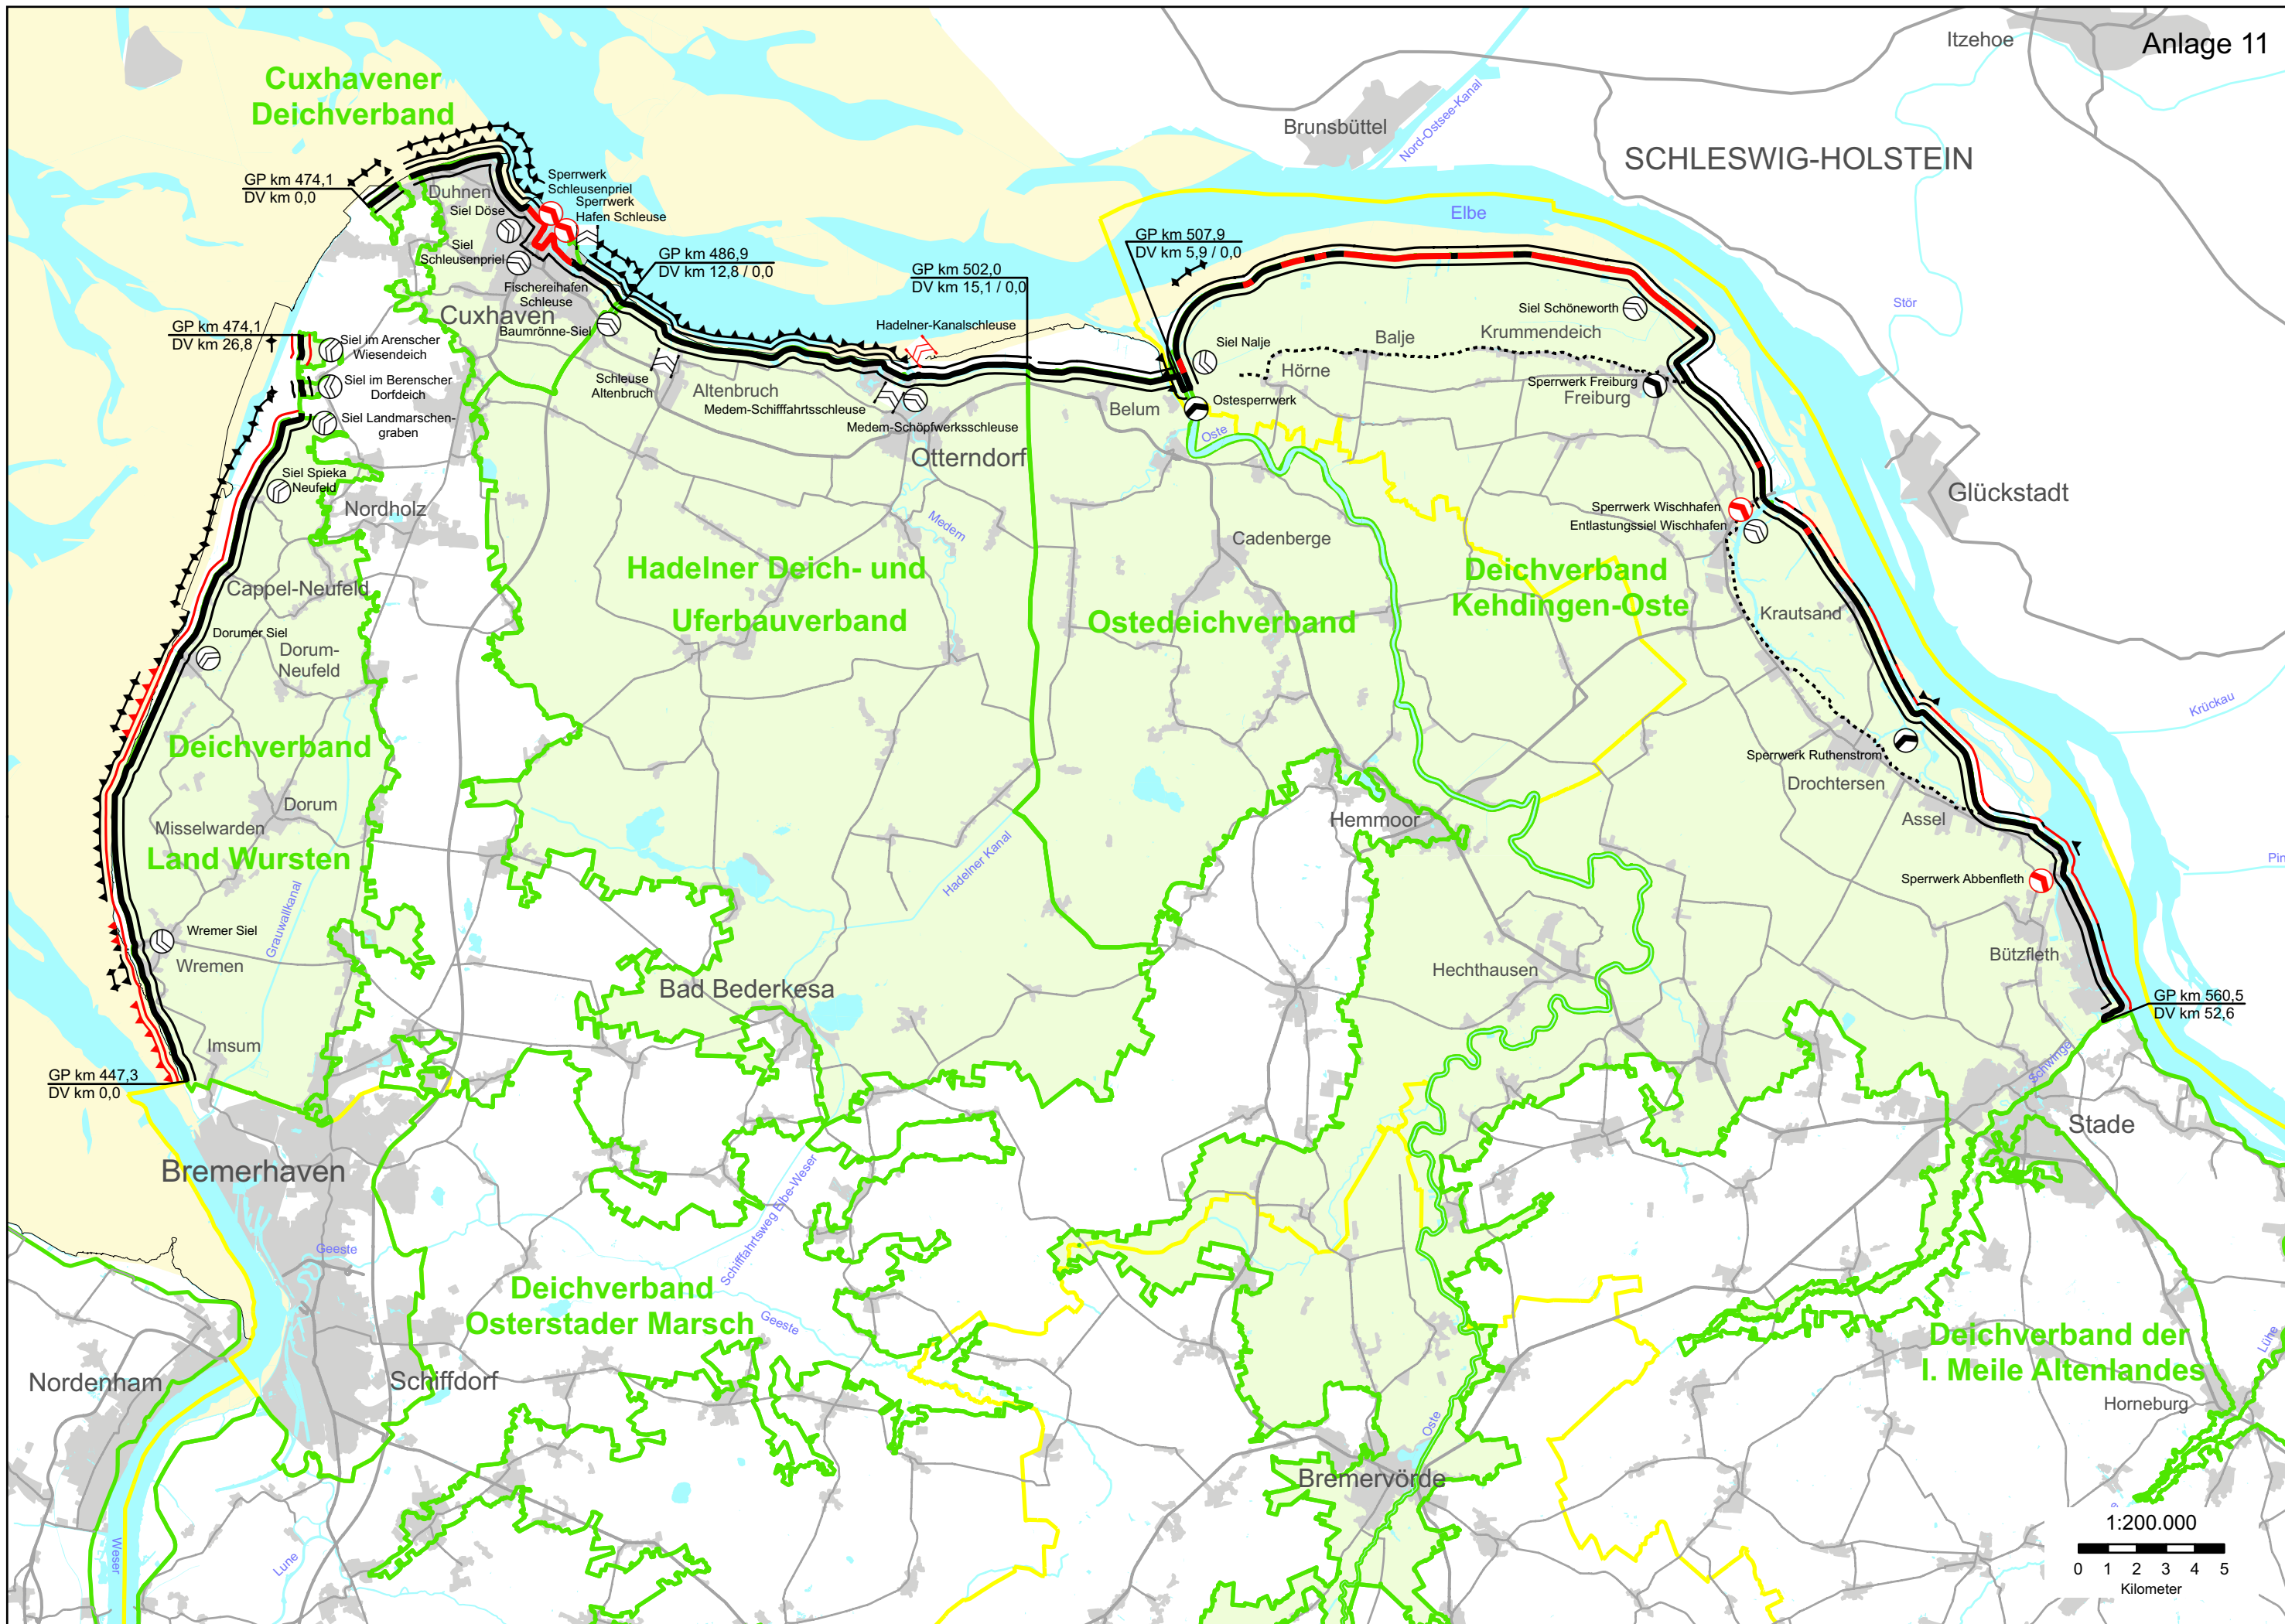 Anlage 11
Itzehoe
Cuxhavener
Deichverband
Brunsbüttel
Nord-Ostsee-Kanal
SCHLESWIG-HOLSTEIN
GP km 474,1
DV km 0,0
Duhnen
Siel Döse
Sperrwerk
Schleusenpriel
Sperrwerk
Hafen Schleuse
Siel
Schleusenpriel
GP km 486,9
DV km 12,8 / 0,0
GP km 502,0
DV km 15,1 / 0,0
GP km 507,9
DV km 5,9 / 0,0
Elbe
Fischereihafen
Schleuse
Cuxhaven
Baumrönne-Siel
Hadelner-Kanalschleuse
Siel Schöneworth
Stör
GP km 474,1
DV km 26,8
Siel im Arenscher
Wiesendeich
Siel im Berenscher
Dorfdeich
Siel Landmarschen-
graben
Schleuse
Altenbruch
Altenbruch
Medem-Schifffahrtsschleuse
Medem-Schöpfwerksschleuse
Otterndorf
Belum
Siel Nalje
Ostesperrwerk
Oste
Hörne
Balje
Krummendeich
Sperrwerk Freiburg
Freiburg
Siel Spieka
Neufeld
Nordholz
Medem
Cadenberge
Sperrwerk Wischhafen
Entlastungssiel Wischhafen
Glückstadt
Cappel-Neufeld
Hadelner Deich- und
Uferbauverband
Ostedeichverband
Deichverband
Kehdingen-Oste
Krautsand
Dorumer Siel
Dorum-
Neufeld
Krückau
Deichverband
Land Wursten
Dorum
Misselwarden
Sperrwerk Ruthenstrom
Drochtersen
Assel
Hemmoor
Hadelner Kanal
Pin
Sperrwerk Abbenfleth
Grauwallkanal
Wremer Siel
Wremen
Bad Bederkesa
Hechthausen
Bützfleth
GP km 560,5
DV km 52,6
Imsum
GP km 447,3
DV km 0,0
Schwinge
Stade
Bremerhaven
Schifffahrtsweg Elbe-Weser
Geeste
Deichverband
Osterstader Marsch
Geeste
Deichverband der
I. Meile Altenlandes
Lühe
Nordenham
Schiffdorf
Horneburg
Oste
Bremervörde
Weser
Lune
e
1:200.000
0 1 2 3 4 5
Kilometer